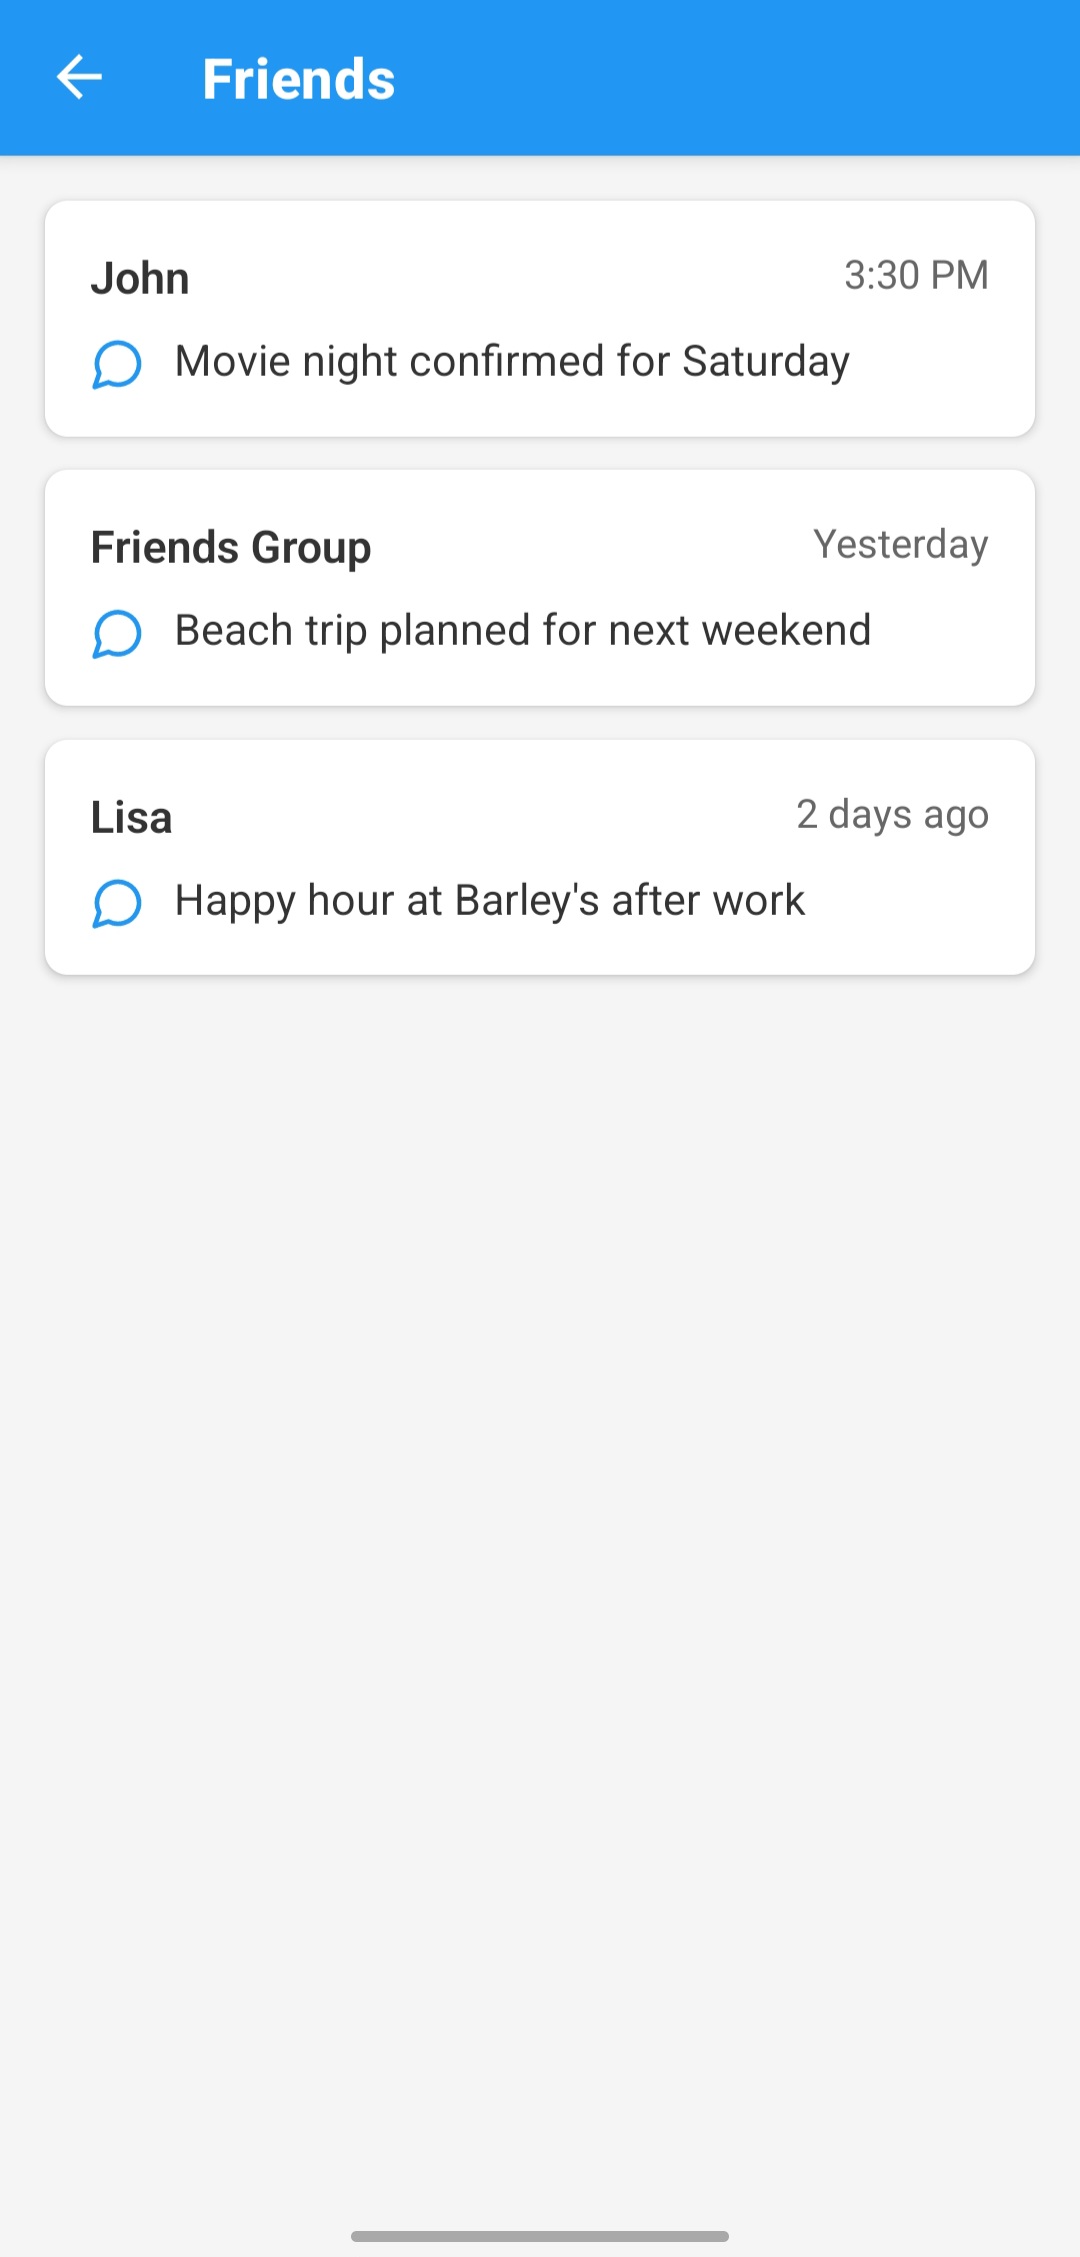 Friends
John
3:30 PM
Movie night confirmed for Saturday
Friends Group
Yesterday
Beach trip planned for next weekend
Lisa
2 days ago
Happy hour at Barley's after work